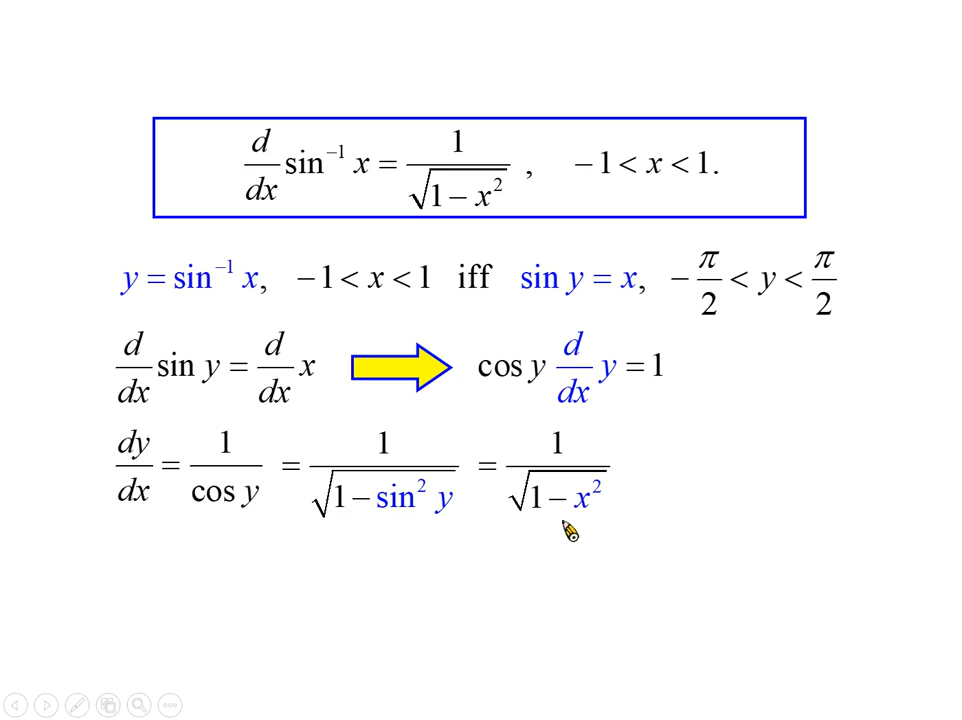 d/dx sin⁻¹ x = 1/√(1 − x²) , − 1 < x < 1.
y = sin⁻¹ x, − 1 < x < 1 iff sin y = x, − π/2 < y < π/2
d/dx sin y = d/dx x cos y d/dx y = 1
dy/dx = 1/cos y = 1/√(1 − sin² y) = 1/√(1 − x²)